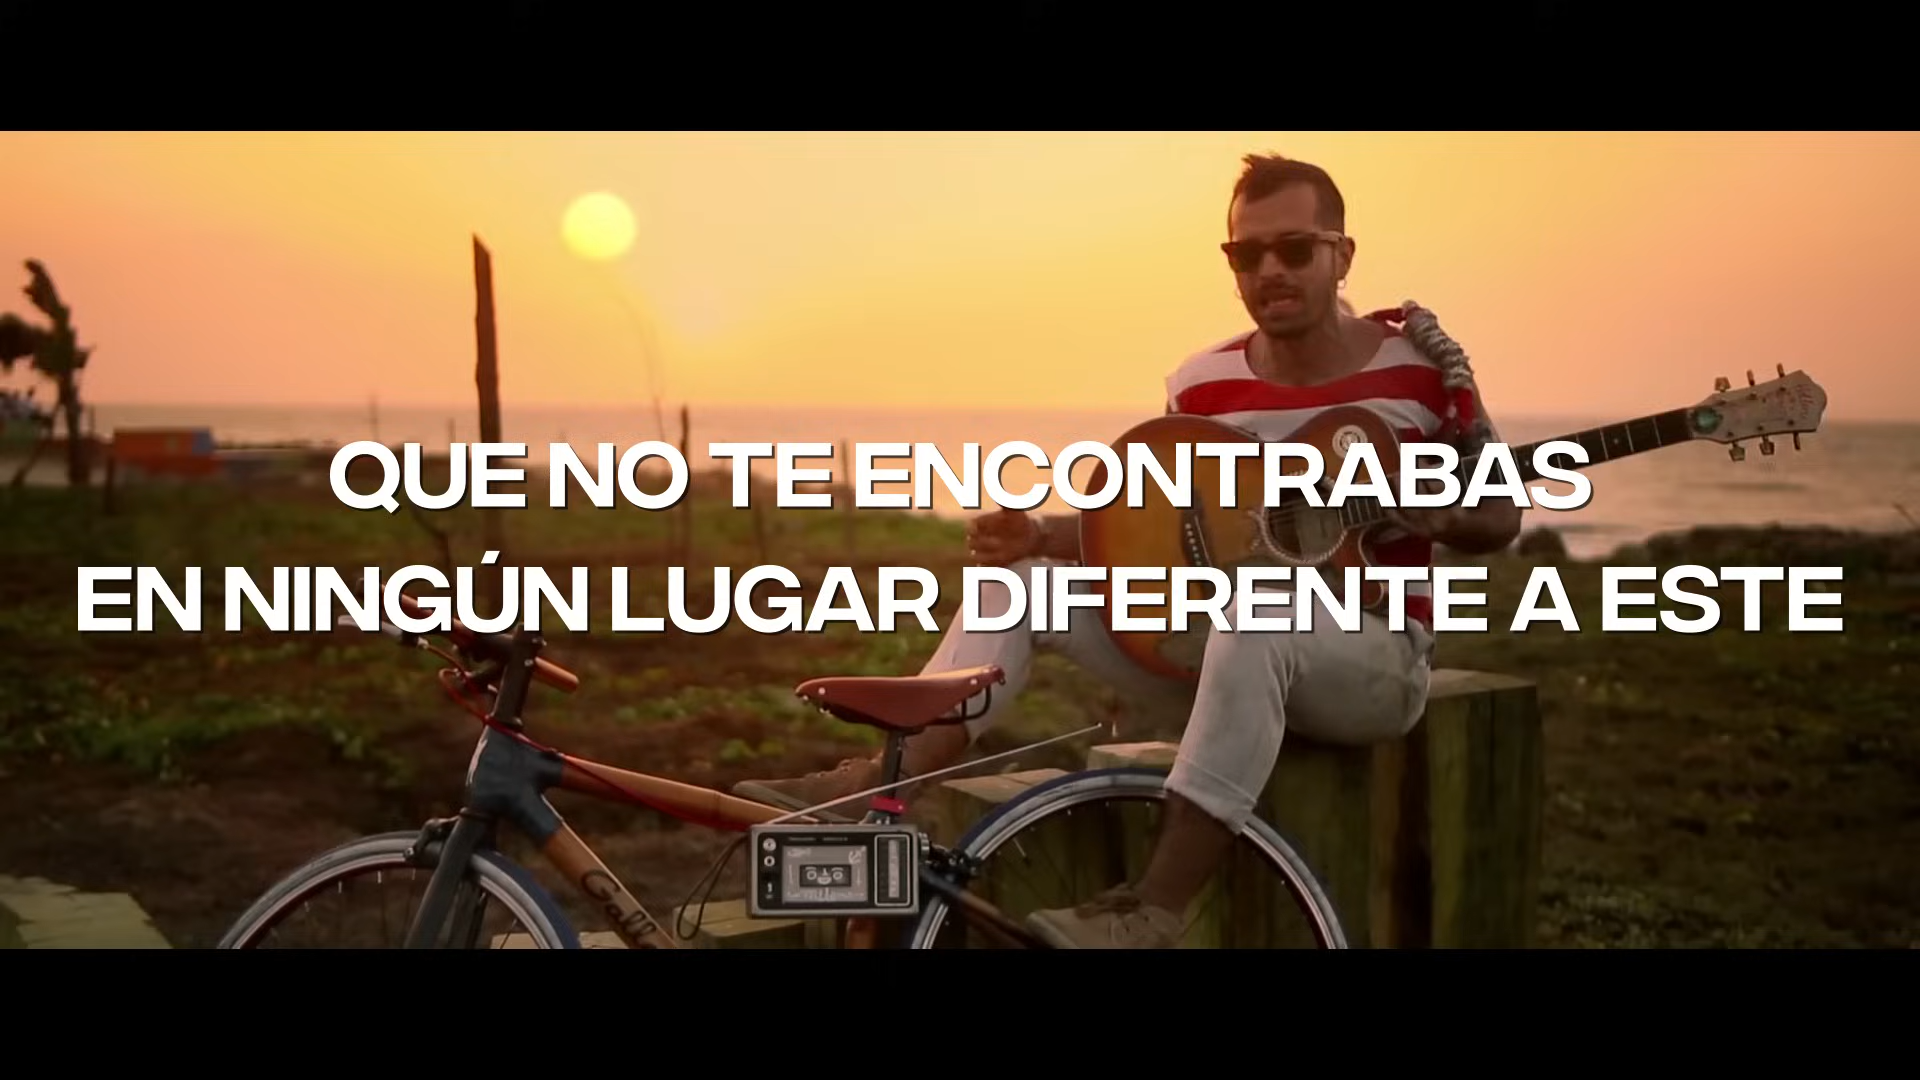 QUE NO TE ENCONTRABAS
EN NINGÚN LUGAR DIFERENTE A ESTE